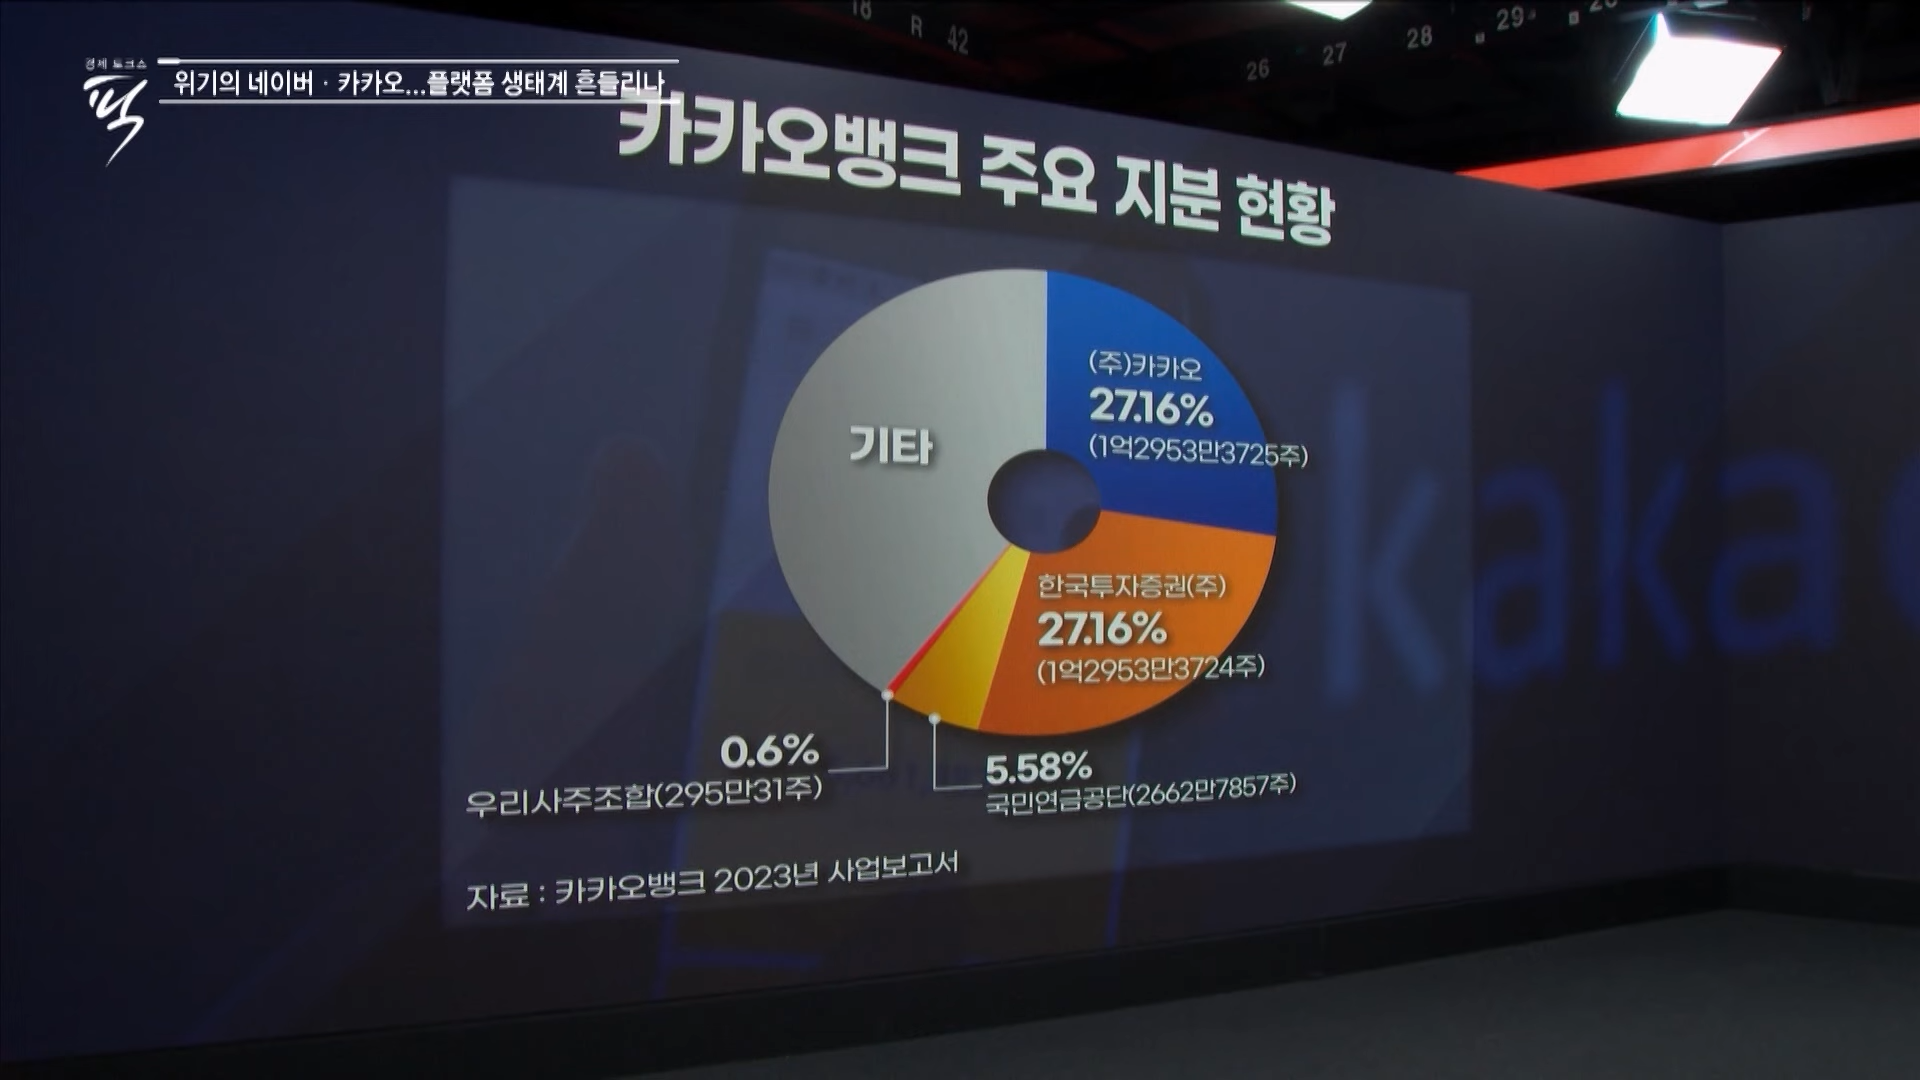 18 R 42 26 27 28 29
경제 토크쇼
픽
위기의 네이버·카카오...플랫폼 생태계 흔들리나
카카오뱅크 주요 지분 현황
(주)카카오
27.16%
(1억2953만3725주)
기타
한국투자증권(주)
27.16%
(1억2953만3724주)
0.6%
우리사주조합(295만31주)
5.58%
국민연금공단(2662만7857주)
자료 : 카카오뱅크 2023년 사업보고서
kaka